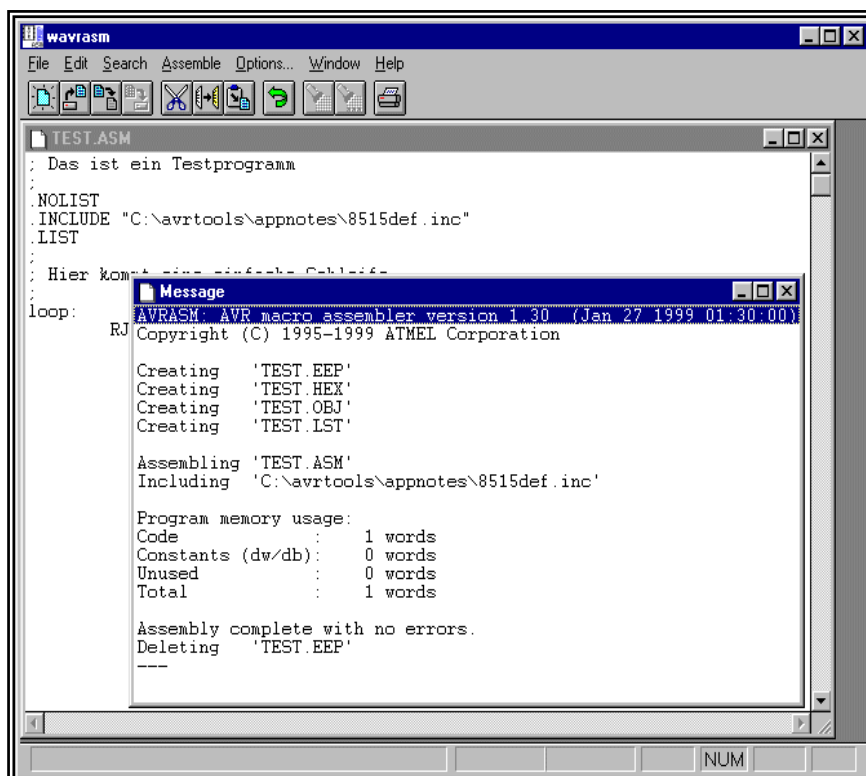 wavrasm
File Edit Search Assemble Options... Window Help
TEST.ASM
; Das ist ein Testprogramm
;
.NOLIST
.INCLUDE "C:\avrtools\appnotes\8515def.inc"
.LIST
;
; Hier kommt eine einfache Schleife
;
loop:
RJ
Message
AVRASM: AVR macro assembler version 1.30 (Jan 27 1999 01:30:00)
Copyright (C) 1995-1999 ATMEL Corporation
Creating 'TEST.EEP'
Creating 'TEST.HEX'
Creating 'TEST.OBJ'
Creating 'TEST.LST'
Assembling 'TEST.ASM'
Including 'C:\avrtools\appnotes\8515def.inc'
Program memory usage:
Code : 1 words
Constants (dw/db): 0 words
Unused : 0 words
Total : 1 words
Assembly complete with no errors.
Deleting 'TEST.EEP'
---
NUM